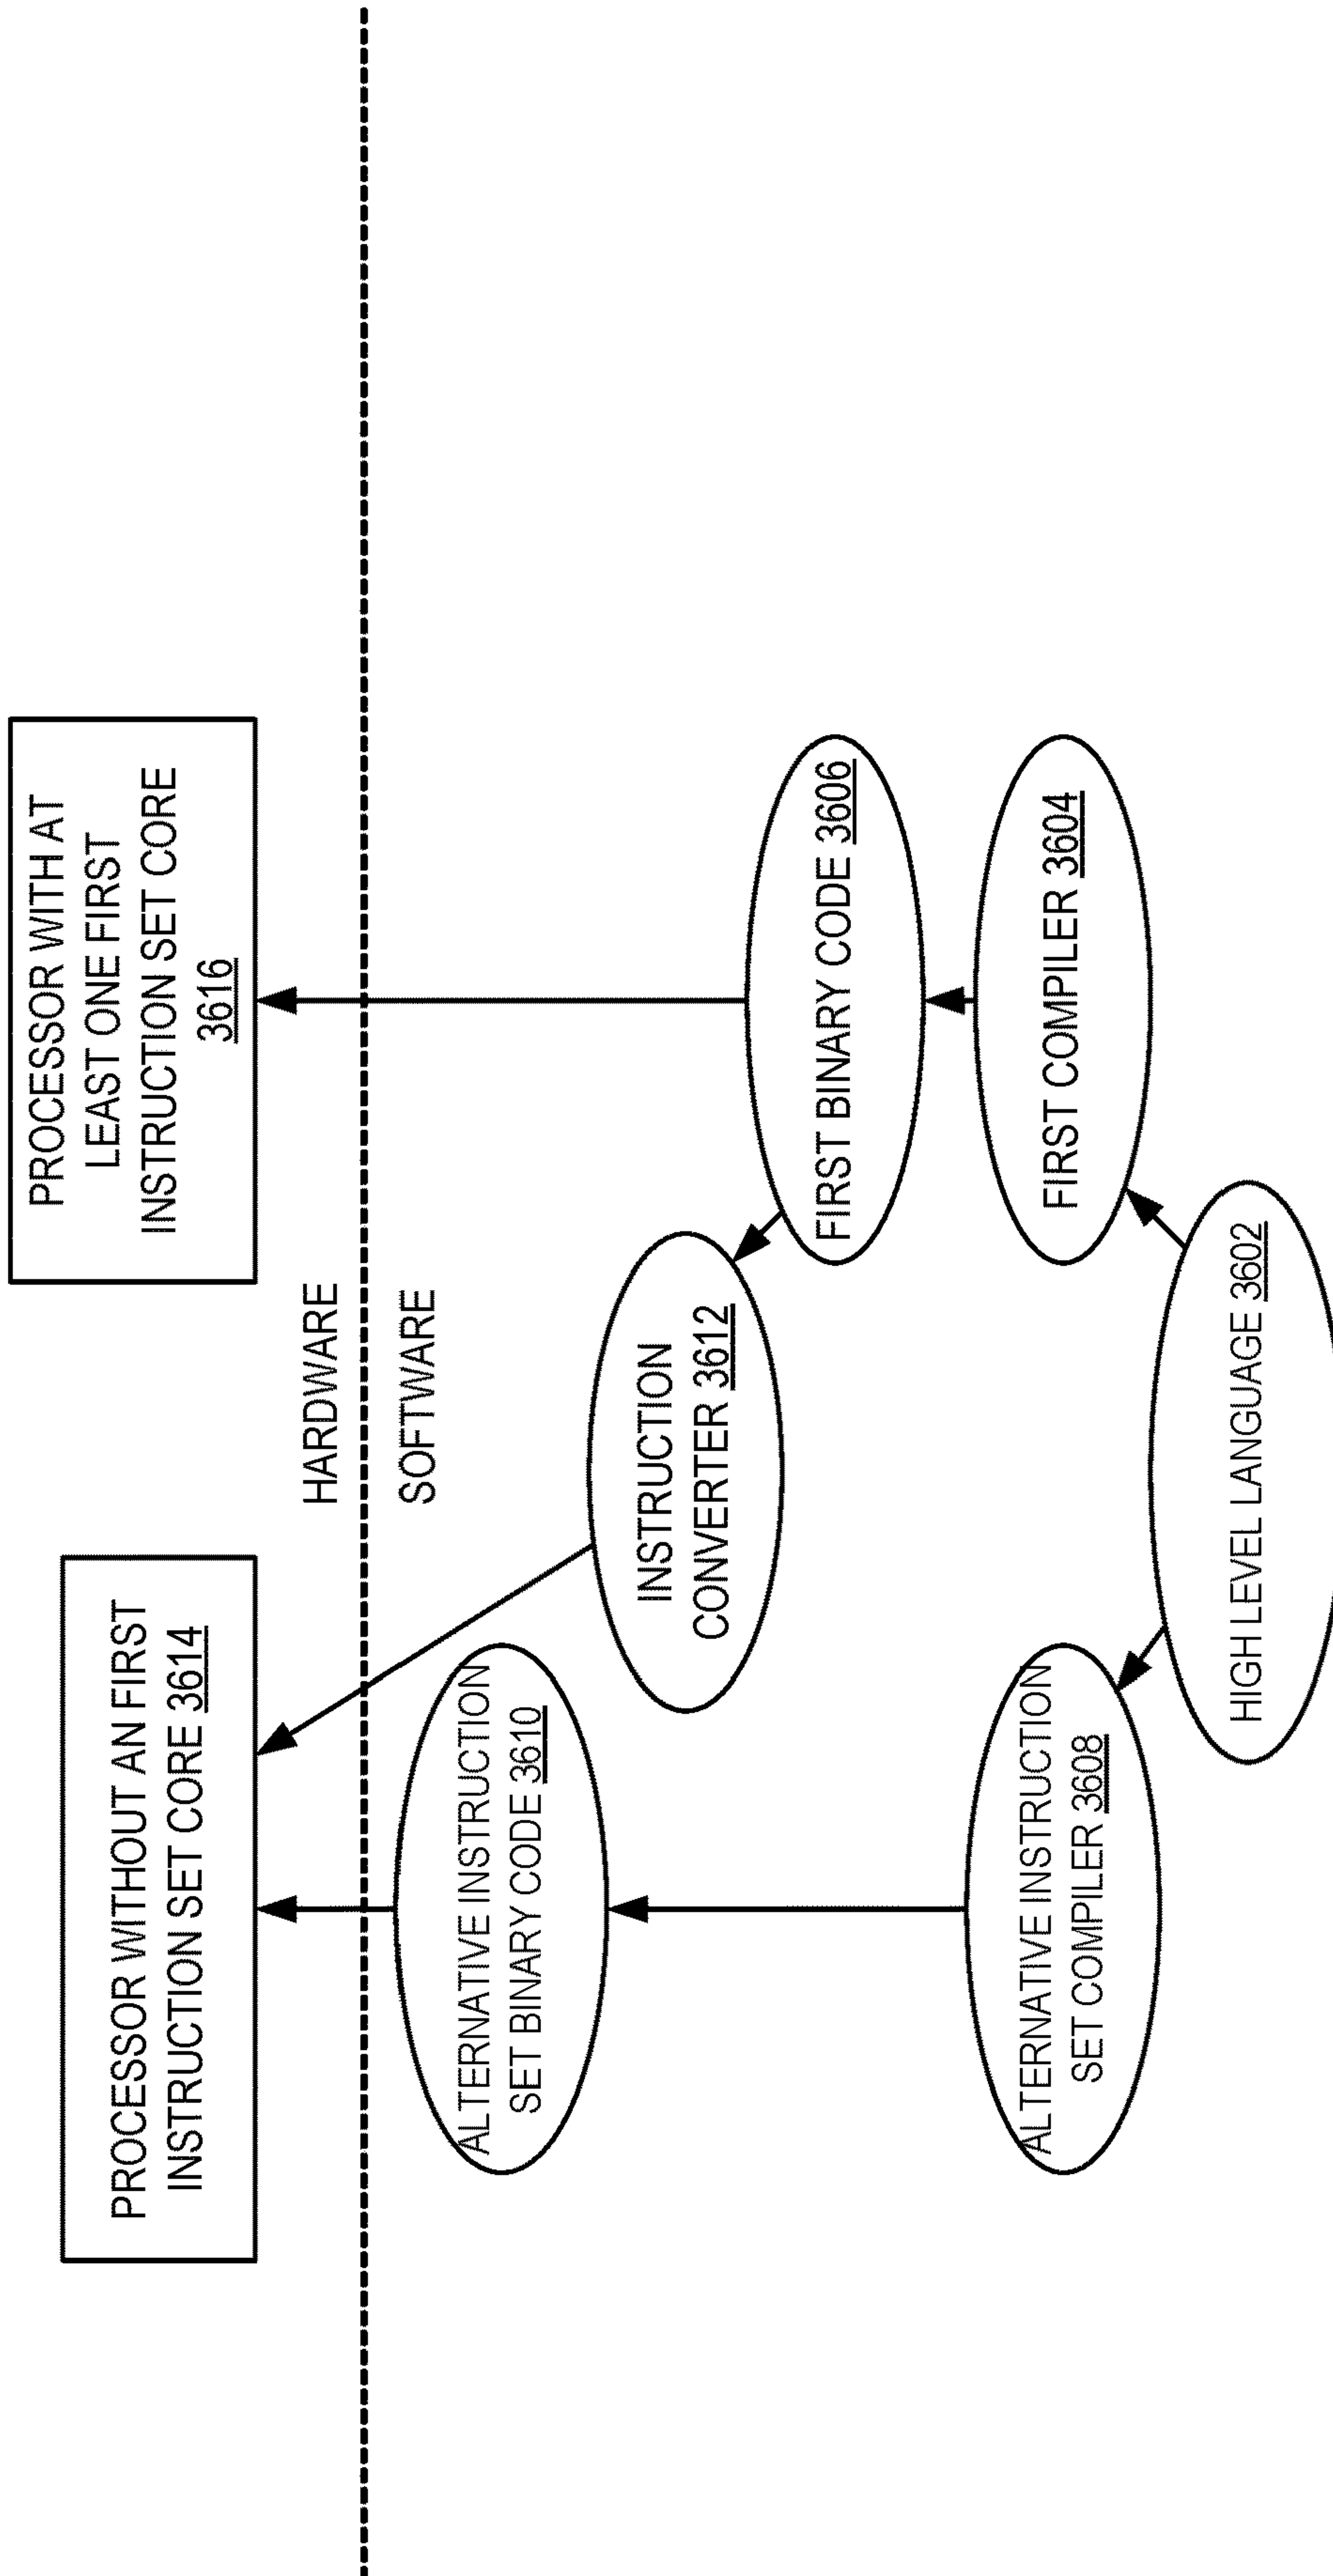 PROCESSOR WITHOUT AN FIRST
INSTRUCTION SET CORE 3614
PROCESSOR WITH AT
LEAST ONE FIRST
INSTRUCTION SET CORE
3616
HARDWARE
SOFTWARE
ALTERNATIVE INSTRUCTION
SET BINARY CODE 3610
INSTRUCTION
CONVERTER 3612
FIRST BINARY CODE 3606
ALTERNATIVE INSTRUCTION
SET COMPILER 3608
FIRST COMPILER 3604
HIGH LEVEL LANGUAGE 3602